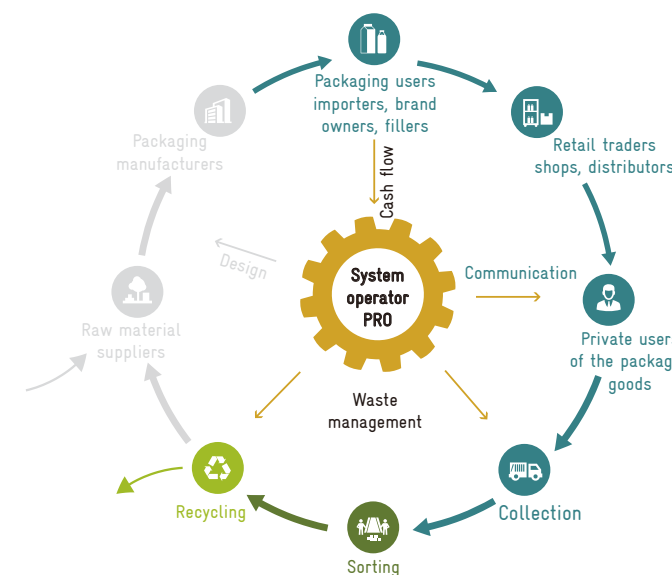 Packaging users
importers, brand
owners, fillers
Packaging
manufacturers
Retail traders
shops, distributors
Cash flow
Design
System
operator
PRO
Communication
Raw material
suppliers
Private user
of the packag
goods
Waste
management
Recycling
Collection
Sorting